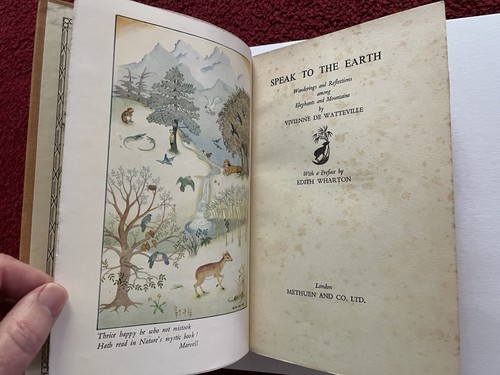 Thrice happy he who not mistook
Hath read in Nature's mystic book!
Marvell
SPEAK TO THE EARTH
Wanderings and Reflections
among
Elephants and Mountains
by
VIVIENNE DE WATTEVILLE
With a Preface by
EDITH WHARTON
London
METHUEN AND CO. LTD.